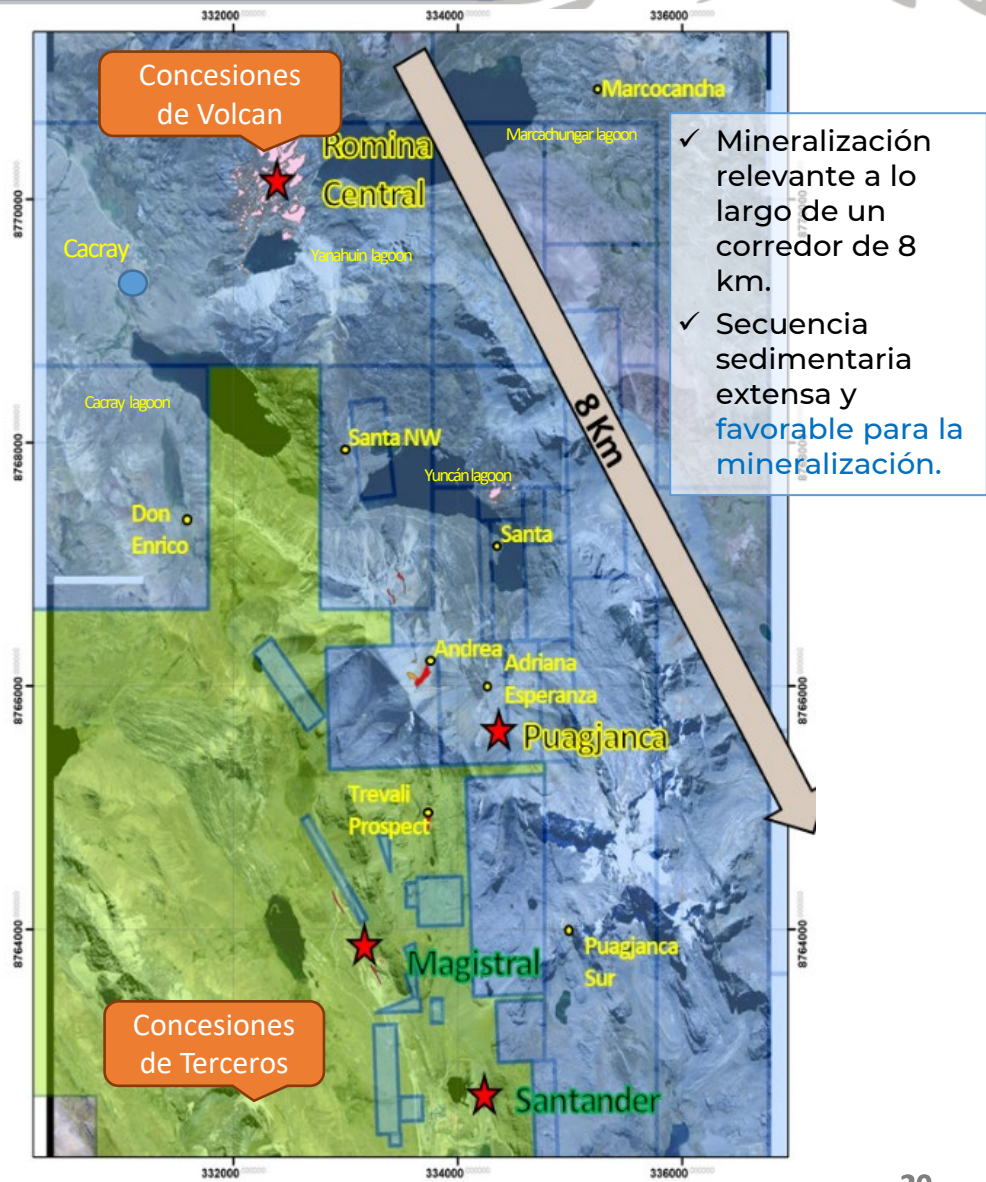 332000
334000
336000
Concesiones
de Volcan
Marcocancha
Romina
Central
Marcachungar lagoon
✓ Mineralización
relevante a lo
largo de un
corredor de 8
km.
✓ Secuencia
sedimentaria
extensa y
favorable para la
mineralización.
8770000
8770000
Cacray
Yanahuin lagoon
Cacray lagoon
8 Km
8768000
8768000
Santa NW
Yuncán lagoon
Don
Enrico
Santa
Andrea
Adriana
Esperanza
8766000
8766000
Puagjanca
Trevali
Prospect
8764000
8764000
Magistral
Puagjanca
Sur
Concesiones
de Terceros
Santander
332000
334000
336000